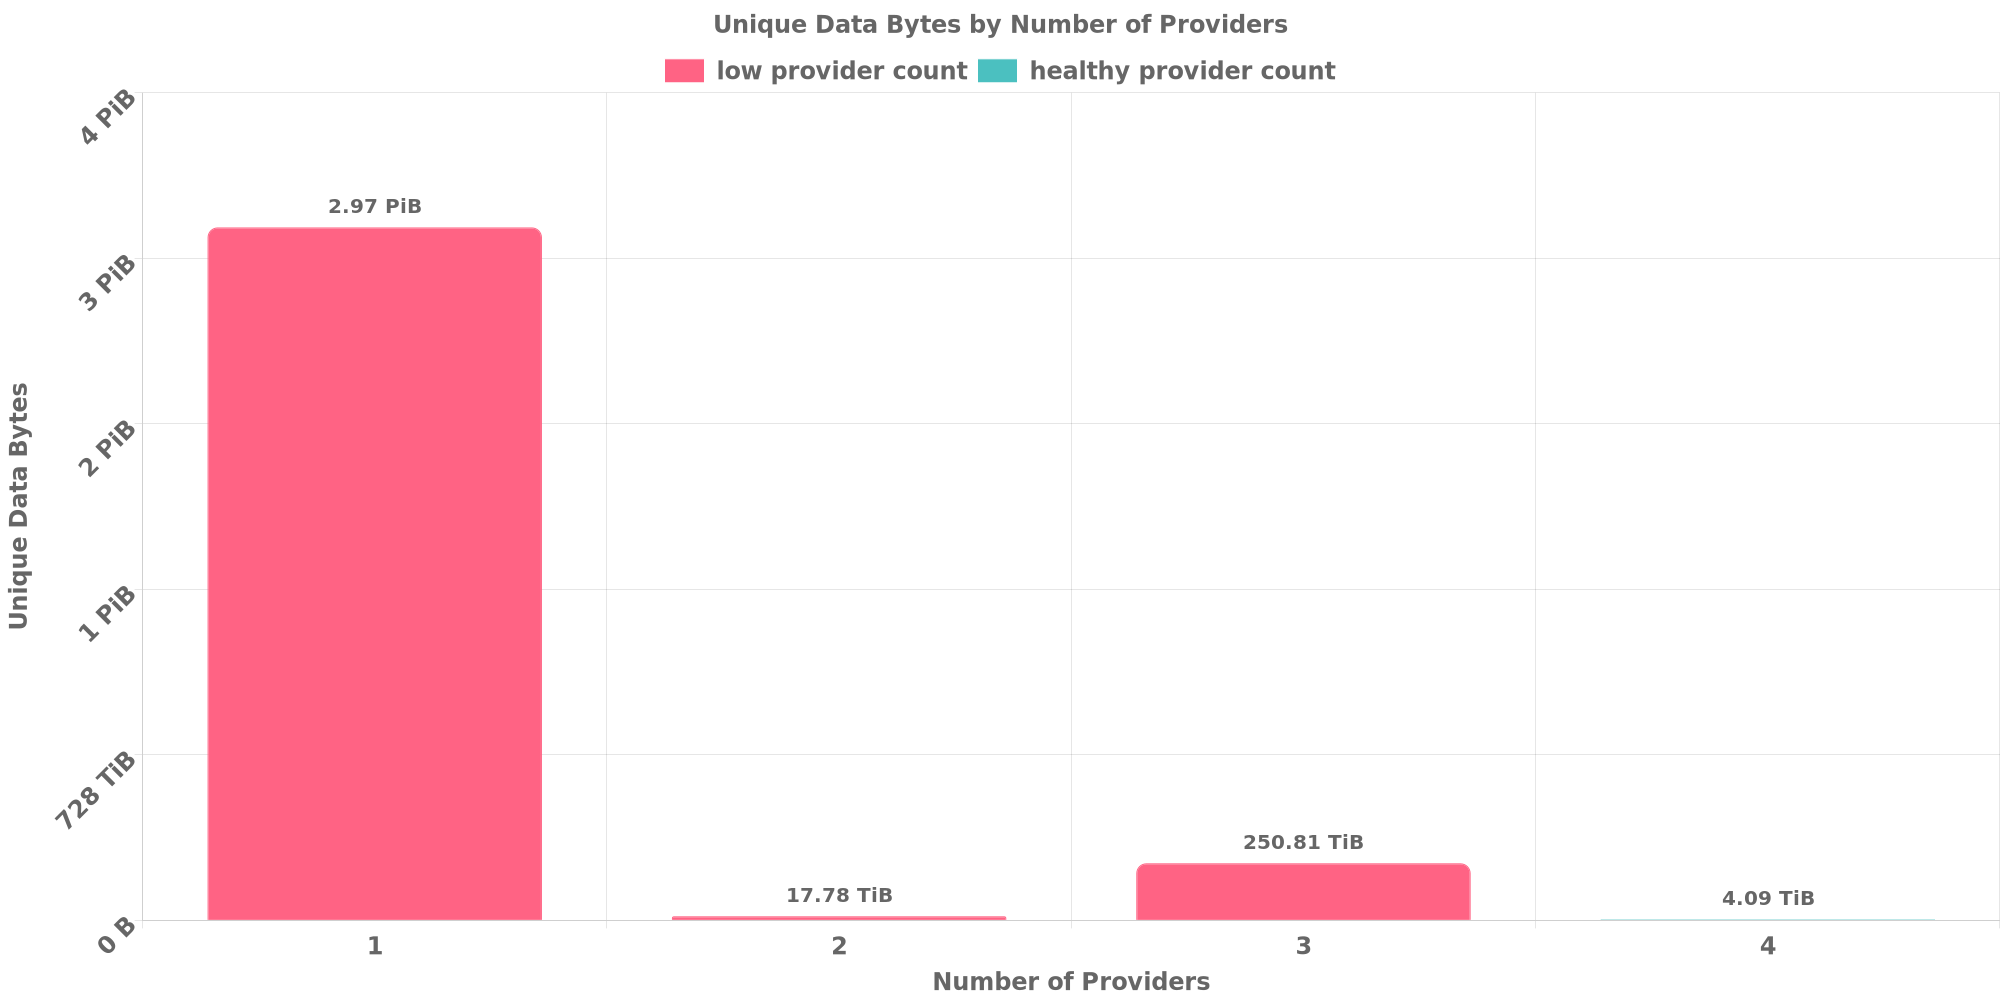 Unique Data Bytes by Number of Providers
low provider count healthy provider count
4 PiB
3 PiB
2 PiB
1 PiB
728 TiB
0 B
Unique Data Bytes
2.97 PiB
17.78 TiB
250.81 TiB
4.09 TiB
1 2 3 4
Number of Providers